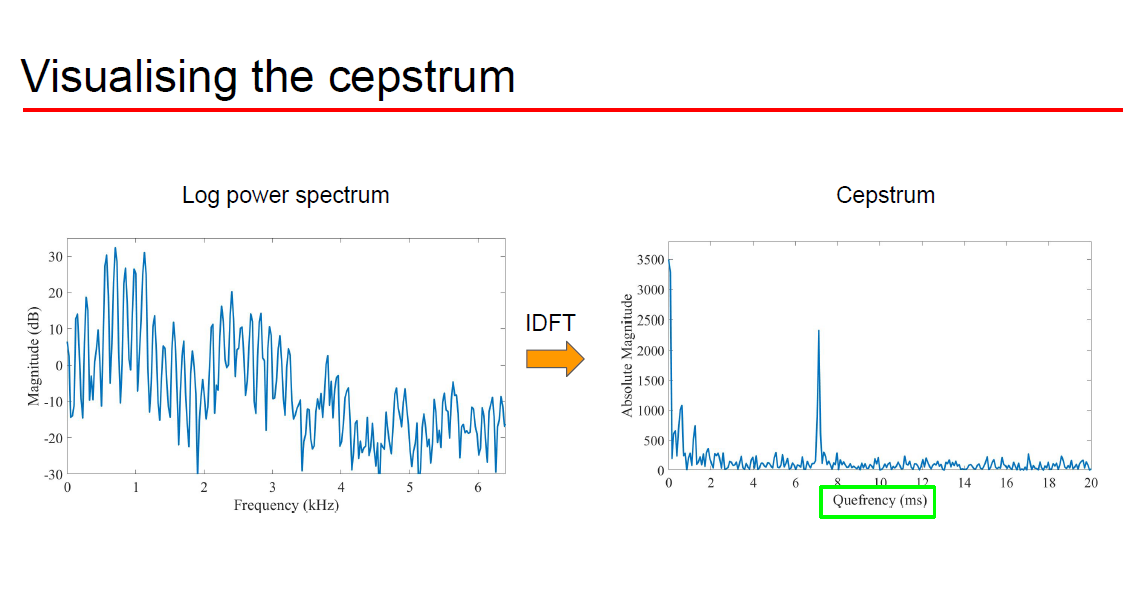 Visualising the cepstrum
Log power spectrum
30
20
10
0
-10
-20
-30
Magnitude (dB)
0 1 2 3 4 5 6
Frequency (kHz)
IDFT
Cepstrum
3500
3000
2500
2000
1500
1000
500
0
Absolute Magnitude
0 2 4 6 8 10 12 14 16 18 20
Quefrency (ms)